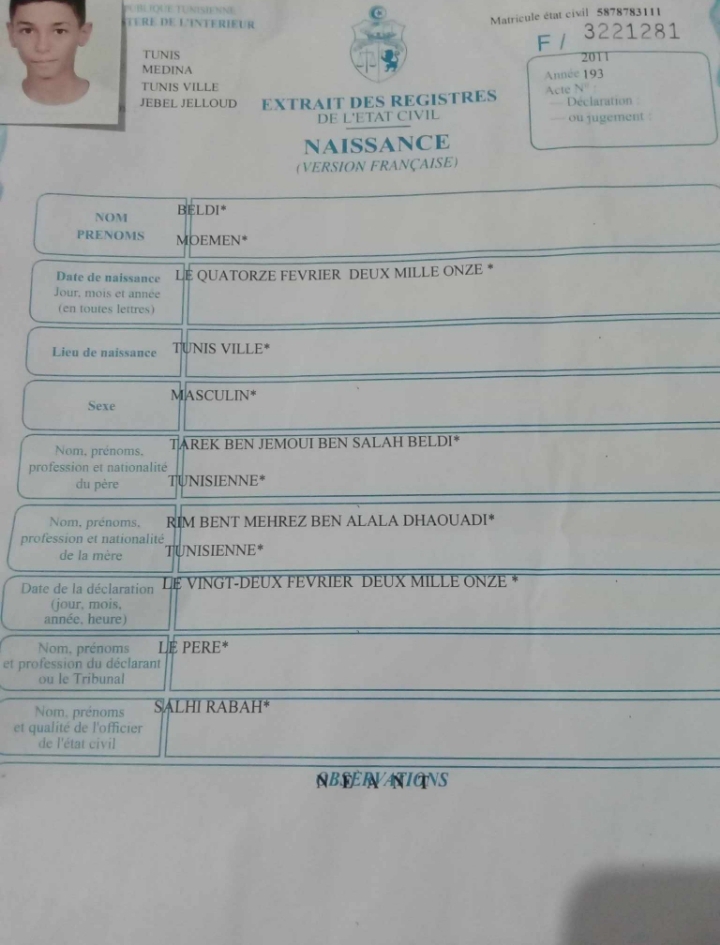 PUBLIQUE TUNISIENNE
TERE DE L'INTERIEUR
TUNIS
MEDINA
TUNIS VILLE
JEBEL JELLOUD
Matricule état civil 5878783111
F / 3221281
2011
Année 193
Acte N° :
— Déclaration :
— ou jugement :
EXTRAIT DES REGISTRES
DE L'ETAT CIVIL
NAISSANCE
(VERSION FRANÇAISE)
NOM BELDI*
PRENOMS MOEMEN*
Date de naissance LE QUATORZE FEVRIER DEUX MILLE ONZE *
Jour, mois et année
(en toutes lettres)
Lieu de naissance TUNIS VILLE*
Sexe MASCULIN*
Nom, prénoms, TAREK BEN JEMOUI BEN SALAH BELDI*
profession et nationalité
du père TUNISIENNE*
Nom, prénoms, RIM BENT MEHREZ BEN ALALA DHAOUADI*
profession et nationalité
de la mère TUNISIENNE*
Date de la déclaration LE VINGT-DEUX FEVRIER DEUX MILLE ONZE *
(jour, mois,
année, heure)
Nom, prénoms LE PERE*
et profession du déclarant
ou le Tribunal
Nom, prénoms SALHI RABAH*
et qualité de l'officier
de l'état civil
OBSERVATIONS
N E A N T